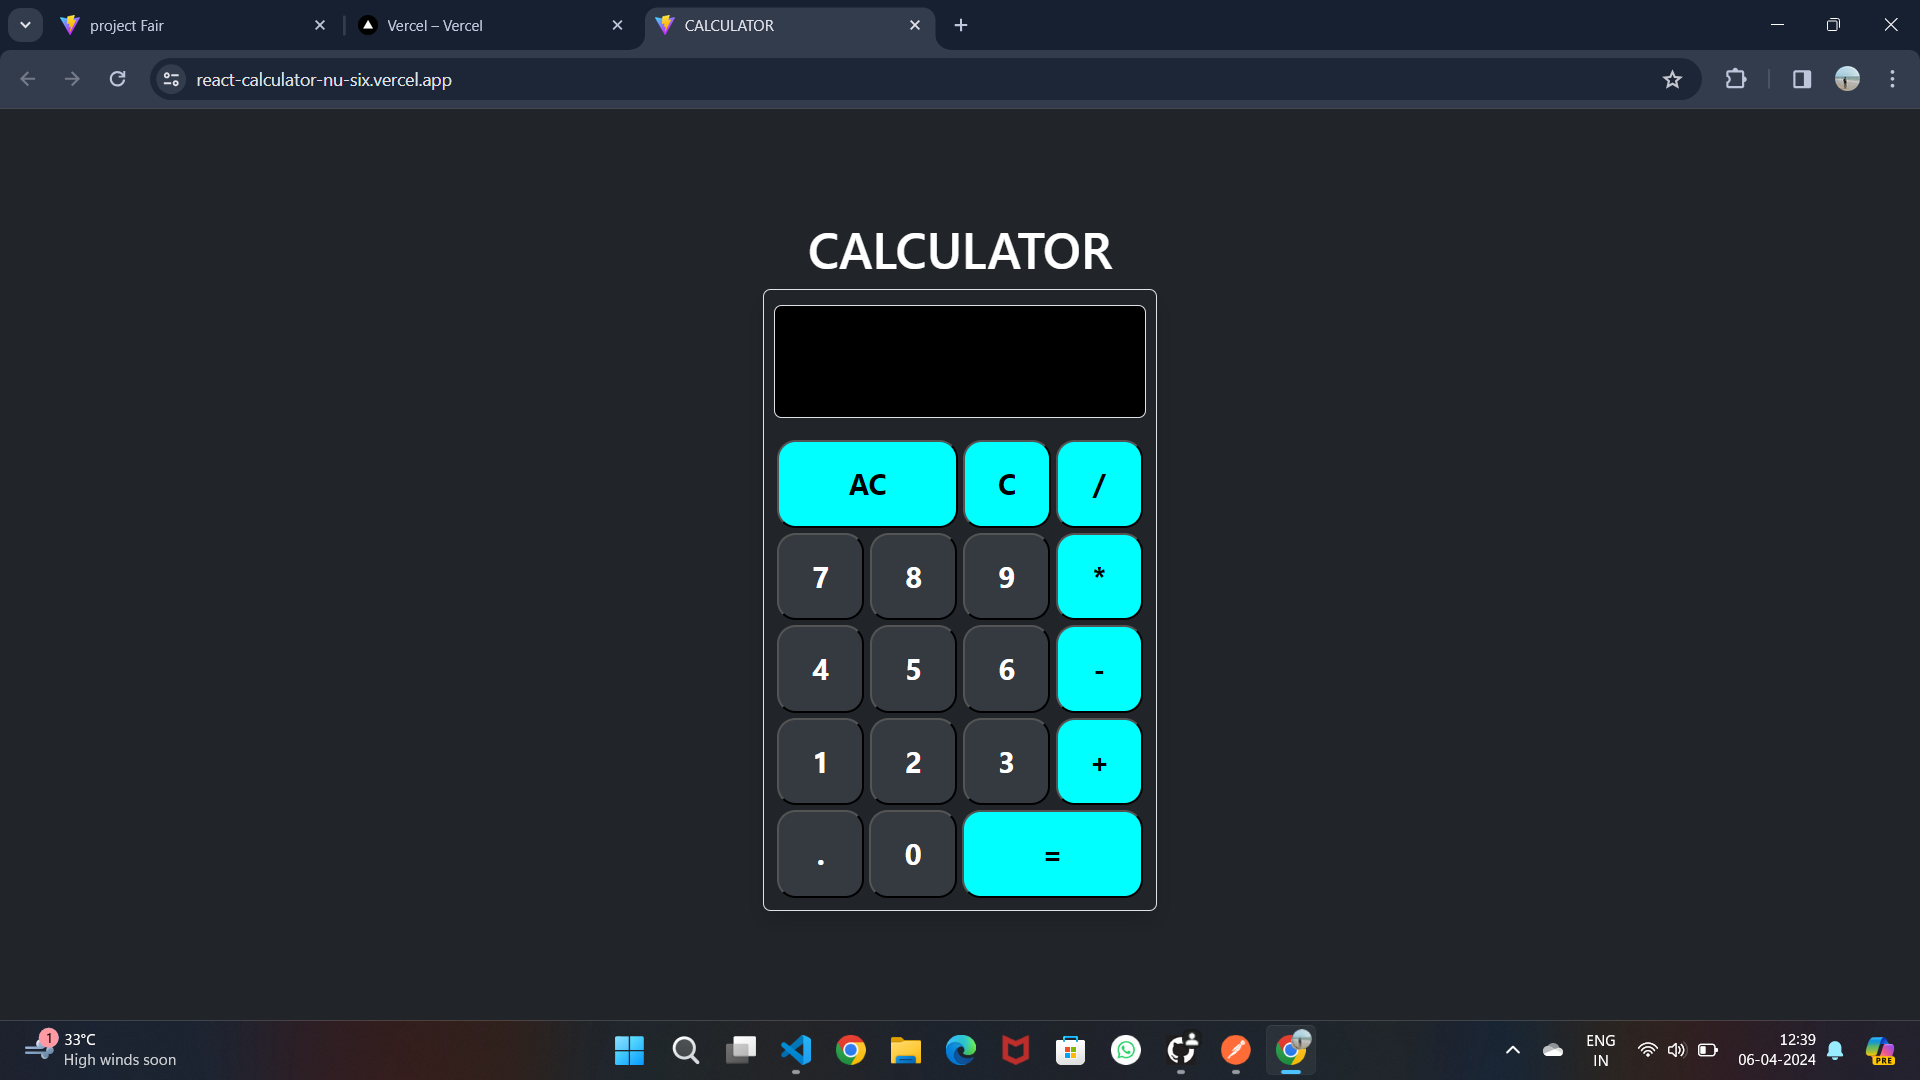 project Fair
Vercel – Vercel
CALCULATOR
react-calculator-nu-six.vercel.app
CALCULATOR
AC C /
7 8 9 *
4 5 6 -
1 2 3 +
. 0 =
1
33°C
High winds soon
ENG
IN
12:39
06-04-2024
PRE